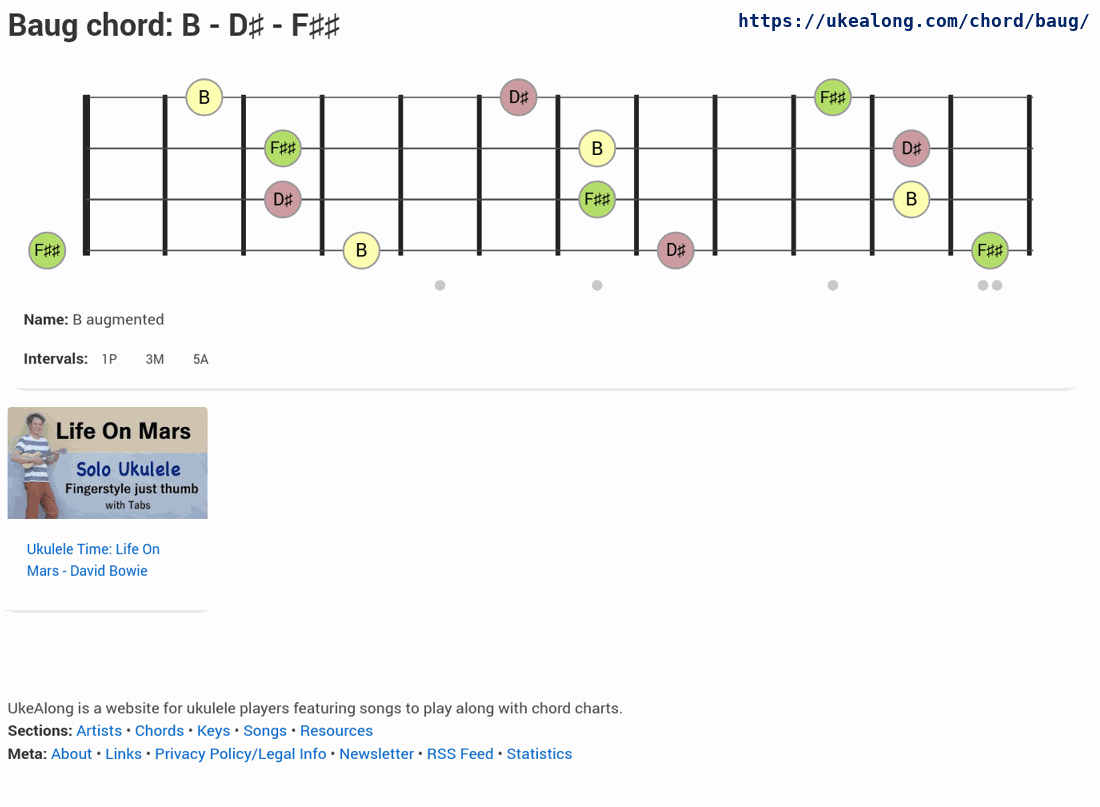 Baug chord: B - D♯ - F♯♯
https://ukealong.com/chord/baug/
B D♯ F♯♯
F♯♯ B D♯
D♯ F♯♯ B
F♯♯ B D♯ F♯♯
Name: B augmented
Intervals: 1P 3M 5A
Life On Mars
Solo Ukulele
Fingerstyle just thumb
with Tabs
Ukulele Time: Life On
Mars - David Bowie
UkeAlong is a website for ukulele players featuring songs to play along with chord charts.
Sections: Artists • Chords • Keys • Songs • Resources
Meta: About • Links • Privacy Policy/Legal Info • Newsletter • RSS Feed • Statistics